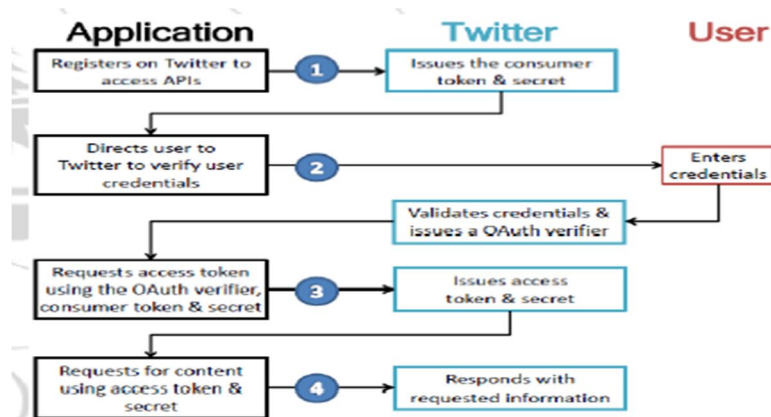 Application Twitter User
Registers on Twitter to
access APIs
1
Issues the consumer
token & secret
Directs user to
Twitter to verify user
credentials
2
Enters
credentials
Validates credentials &
issues a OAuth verifier
Requests access token
using the OAuth verifier,
consumer token & secret
3
Issues access
token & secret
Requests for content
using access token &
secret
4
Responds with
requested information